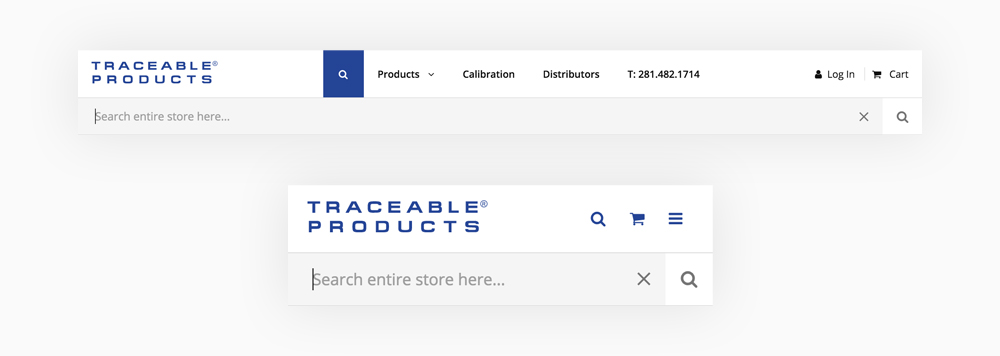 TRACEABLE®
PRODUCTS
Products Calibration Distributors T: 281.482.1714 Log In Cart
Search entire store here...
TRACEABLE®
PRODUCTS
Search entire store here...